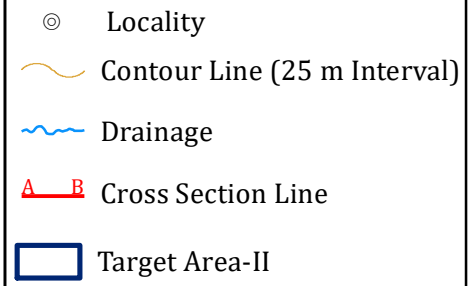 Locality
Contour Line (25 m Interval)
Drainage
A B Cross Section Line
Target Area-II